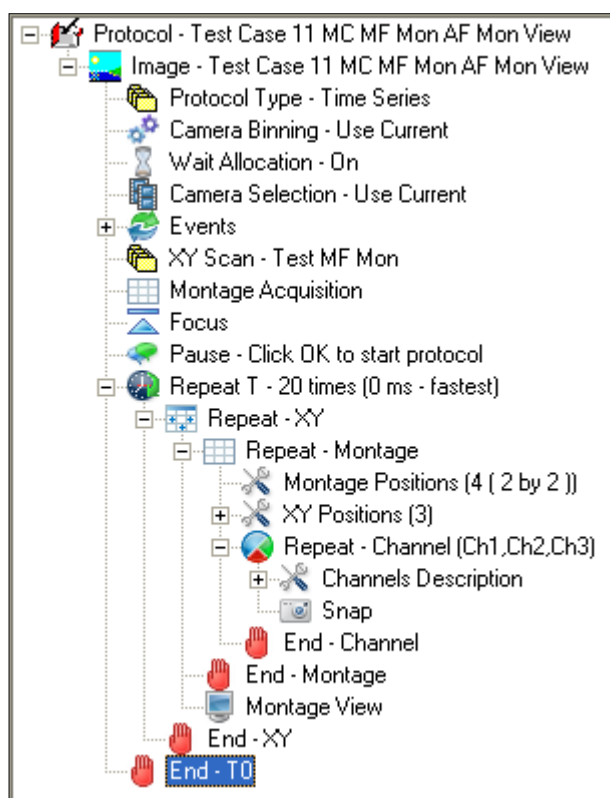 Protocol - Test Case 11 MC MF Mon AF Mon View
Image - Test Case 11 MC MF Mon AF Mon View
Protocol Type - Time Series
Camera Binning - Use Current
Wait Allocation - On
Camera Selection - Use Current
Events
XY Scan - Test MF Mon
Montage Acquisition
Focus
Pause - Click OK to start protocol
Repeat T - 20 times (0 ms - fastest)
Repeat - XY
Repeat - Montage
Montage Positions (4 ( 2 by 2 ))
XY Positions (3)
Repeat - Channel (Ch1,Ch2,Ch3)
Channels Description
Snap
End - Channel
End - Montage
Montage View
End - XY
End - T0